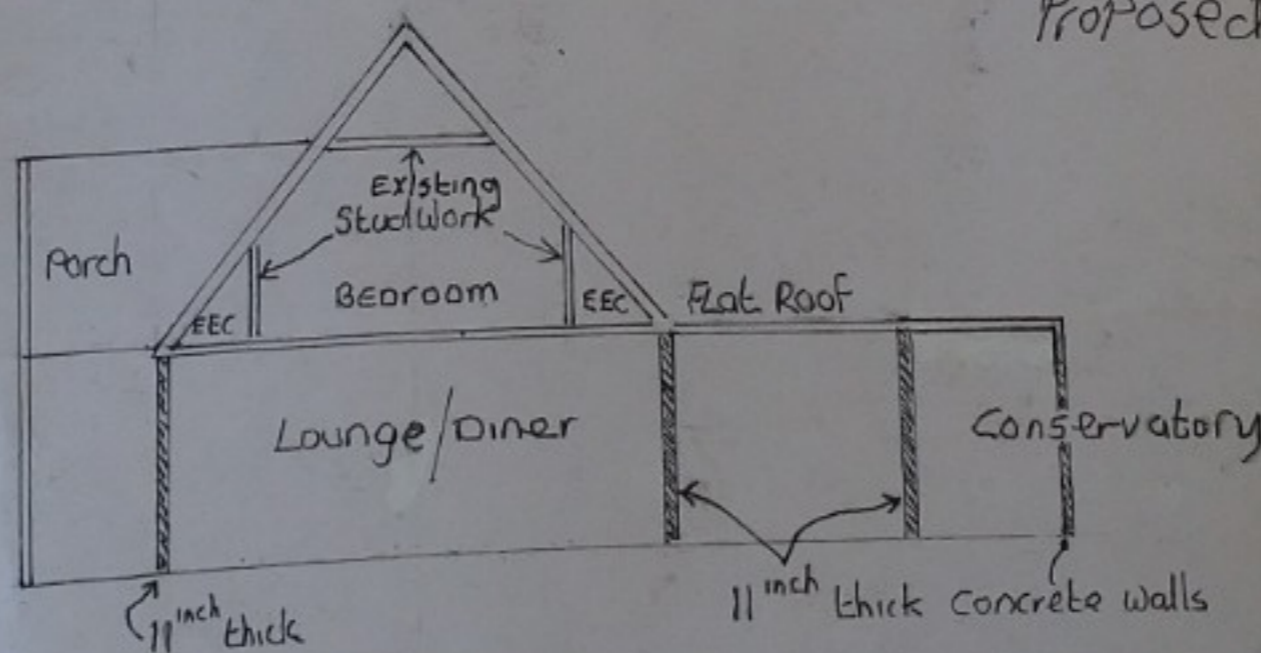 Proposed
Existing
Studwork
Porch
Bedroom
EEC
EEC
Flat Roof
Lounge/Diner
Conservatory
11 inch thick
11 inch thick concrete walls